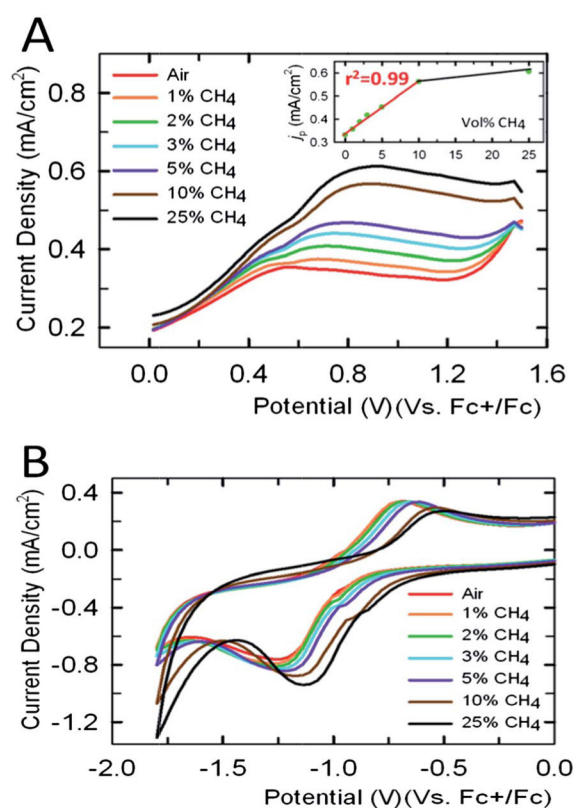 A
Current Density (mA/cm²)
0.8
0.6
0.4
0.2
Air
1% CH4
2% CH4
3% CH4
5% CH4
10% CH4
25% CH4
jp (mA/cm²)
0.6
0.5
0.4
0.3
r²=0.99
Vol% CH4
0 5 10 15 20 25
0.0 0.4 0.8 1.2 1.6
Potential (V)(Vs. Fc+/Fc)
B
Current Density (mA/cm²)
0.4
0.0
-0.4
-0.8
-1.2
Air
1% CH4
2% CH4
3% CH4
5% CH4
10% CH4
25% CH4
-2.0 -1.5 -1.0 -0.5 0.0
Potential (V)(Vs. Fc+/Fc)